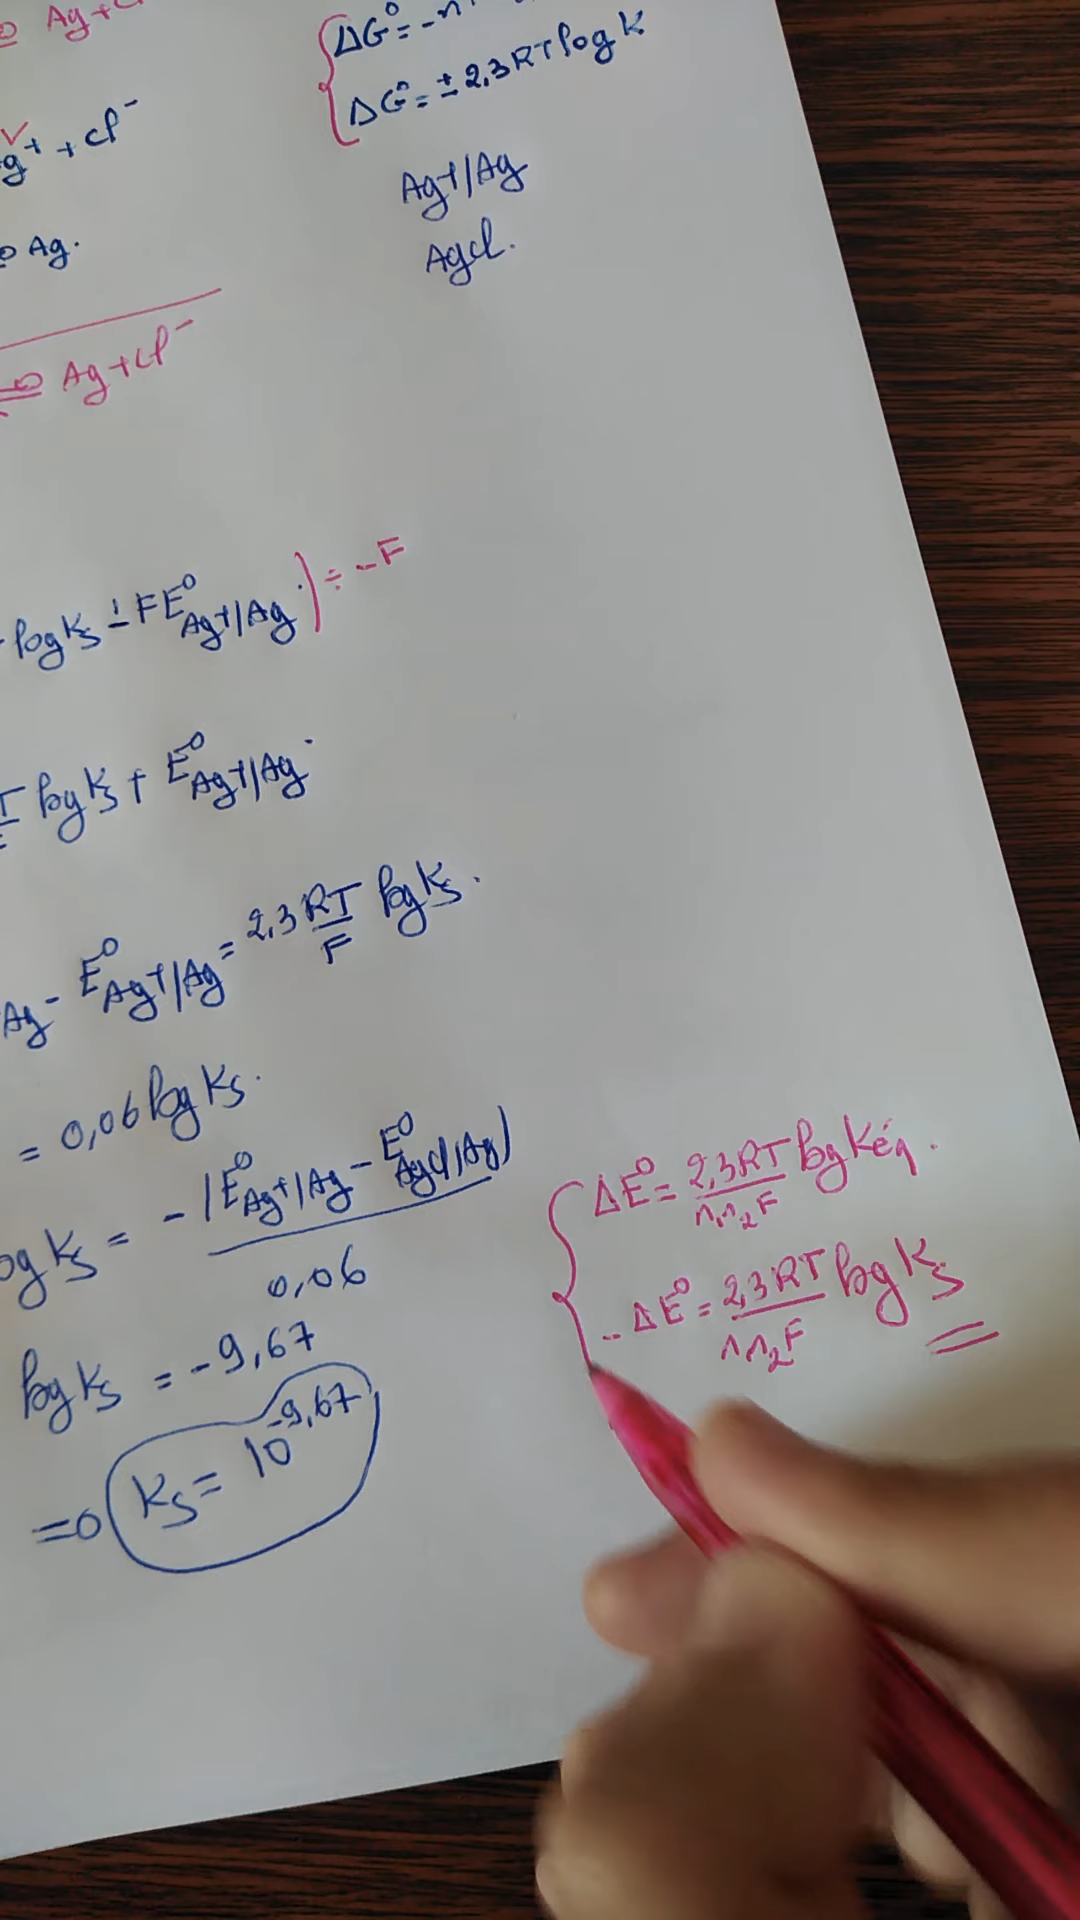 Ag + Cl
ΔG° = -n
ΔG° = ± 2,3RT log K
g⁺ + Cl⁻
Ag⁺/Ag
Ag.
AgCl.
⇌ Ag + Cl⁻
log Ks ± F E°Ag⁺/Ag ) = -F
log Ks + E°Ag⁺/Ag
Ag - E°Ag⁺/Ag = 2,3 RT/F log Ks.
= 0,06 log Ks.
og Ks = -(E°Ag⁺/Ag - E°AgCl/Ag) / 0,06
log Ks = -9,67
=> Ks = 10^-9,67
ΔE° = 2,3RT/n₁n₂F log Kéq.
-ΔE° = 2,3RT/n₁n₂F log Ks